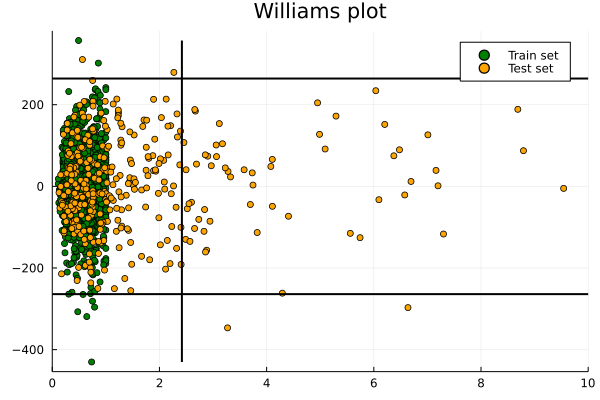 Williams plot
Train set
Test set
200
0
−200
−400
0 2 4 6 8 10